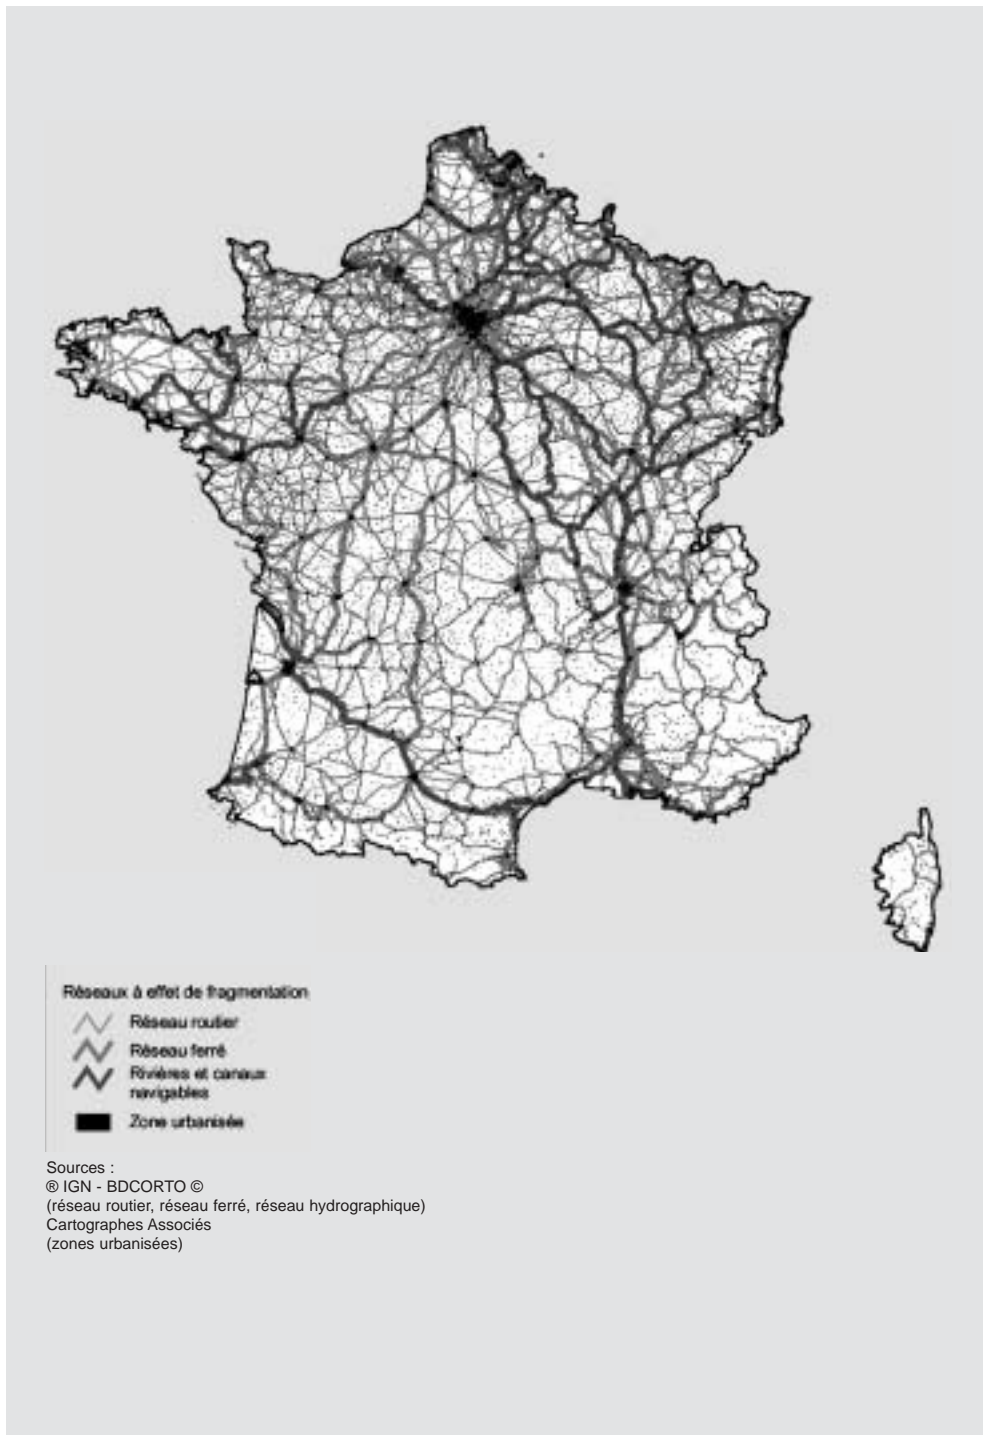 Réseaux à effet de fragmentation
Réseau routier
Réseau ferré
Rivières et canaux
navigables
Zone urbanisée
Sources :
® IGN - BDCORTO ©
(réseau routier, réseau ferré, réseau hydrographique)
Cartographes Associés
(zones urbanisées)